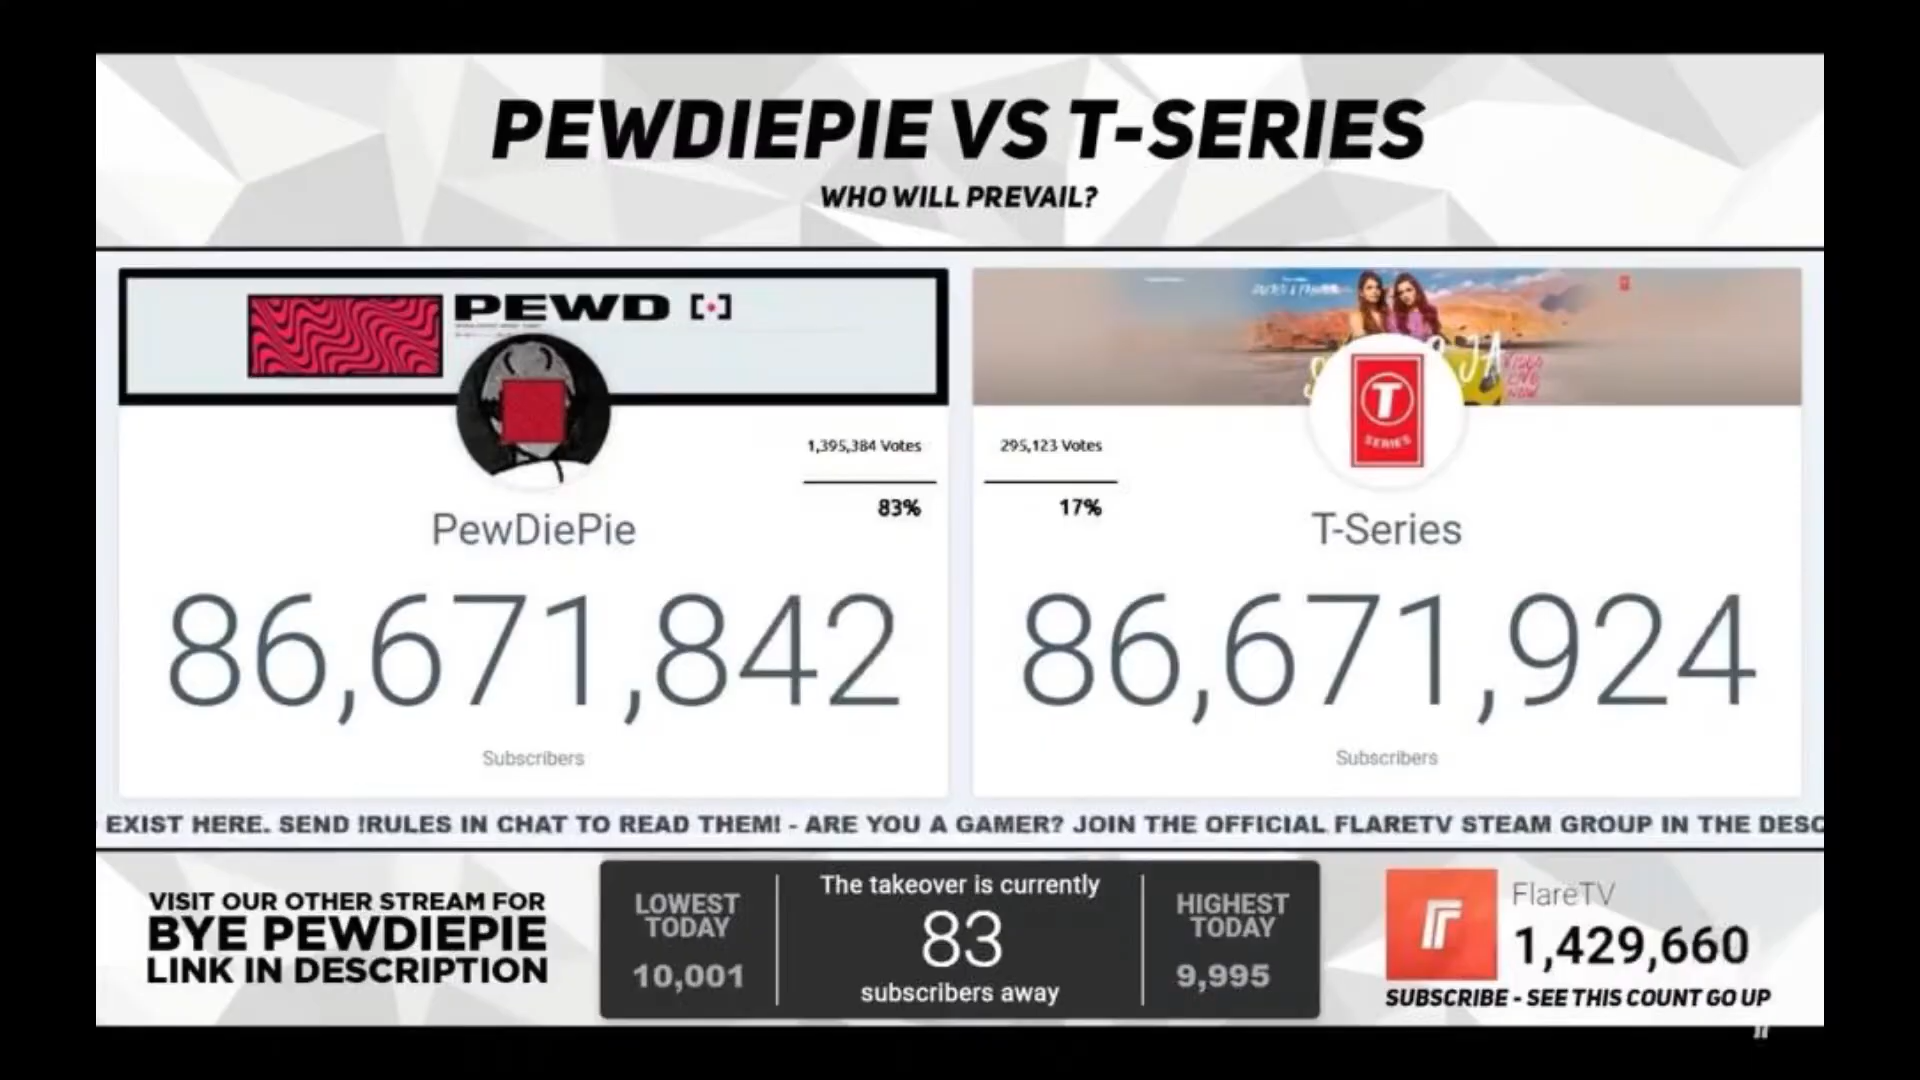 PEWDIEPIE VS T-SERIES
WHO WILL PREVAIL?
PEWD [·]
1,395,384 Votes
83%
PewDiePie
86,671,842
Subscribers
T
SERIES
295,123 Votes
17%
T-Series
86,671,924
Subscribers
EXIST HERE. SEND !RULES IN CHAT TO READ THEM! - ARE YOU A GAMER? JOIN THE OFFICIAL FLARETV STEAM GROUP IN THE DESC
VISIT OUR OTHER STREAM FOR
BYE PEWDIEPIE
LINK IN DESCRIPTION
LOWEST
TODAY
10,001
The takeover is currently
83
subscribers away
HIGHEST
TODAY
9,995
FlareTV
1,429,660
SUBSCRIBE - SEE THIS COUNT GO UP